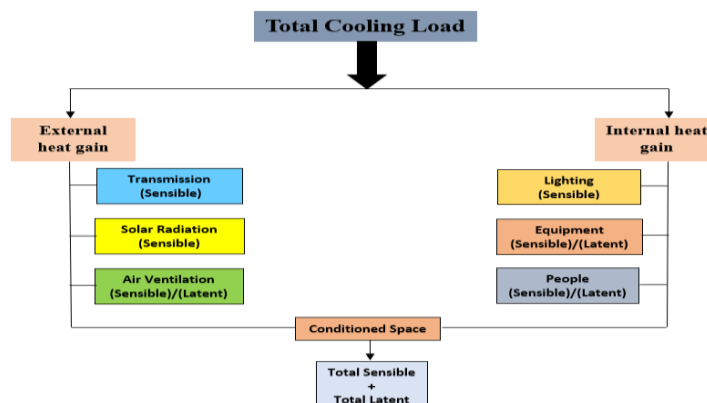 Total Cooling Load
External
heat gain
Internal heat
gain
Transmission
(Sensible)
Lighting
(Sensible)
Solar Radiation
(Sensible)
Equipment
(Sensible)/(Latent)
Air Ventilation
(Sensible)/(Latent)
People
(Sensible)/(Latent)
Conditioned Space
Total Sensible
+
Total Latent